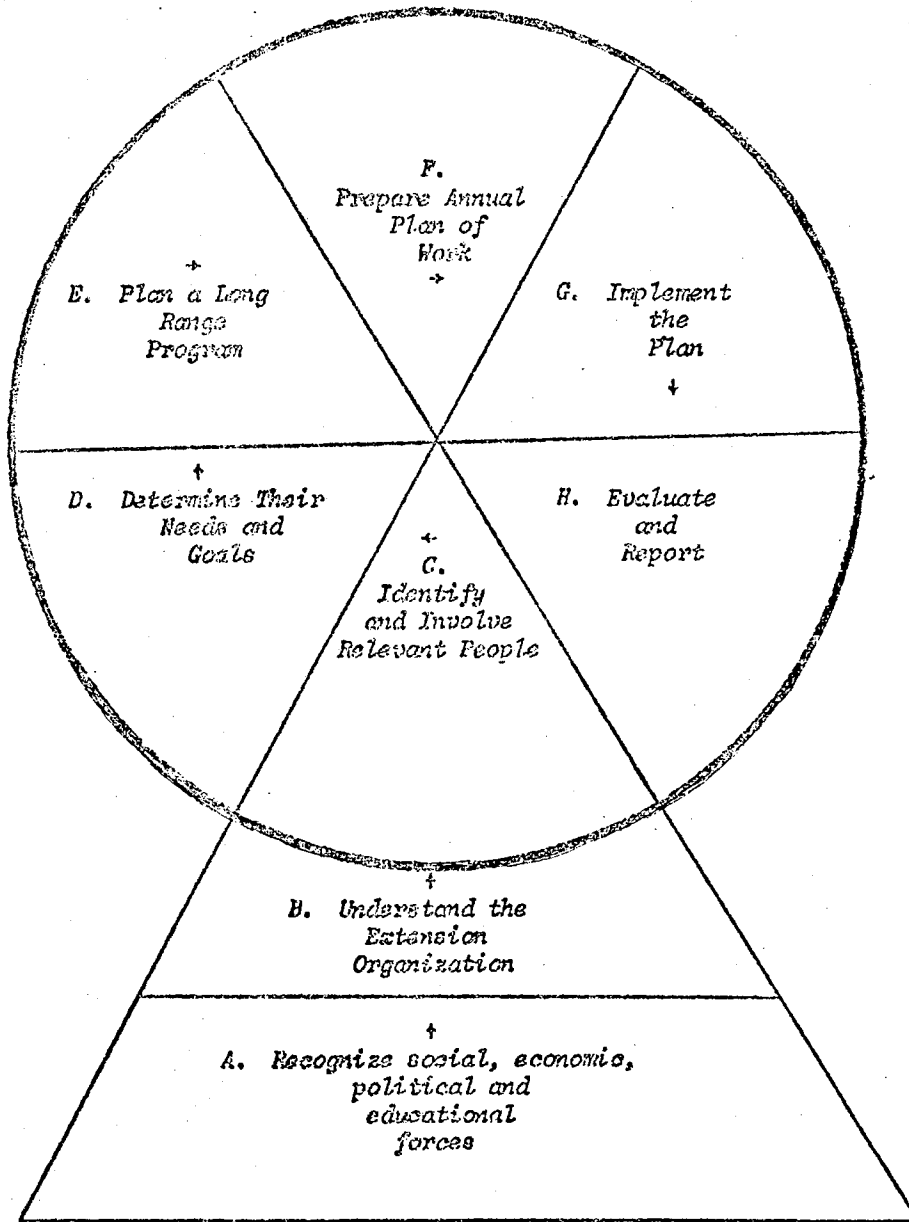 F.
Prepare Annual
Plan of
Work
→
→
E. Plan a Long
Range
Program
G. Implement
the
Plan
↓
↑
D. Determine Their
Needs and
Goals
H. Evaluate
and
Report
←
C.
Identify
and Involve
Relevant People
↑
B. Understand the
Extension
Organization
↑
A. Recognize social, economic,
political and
educational
forces